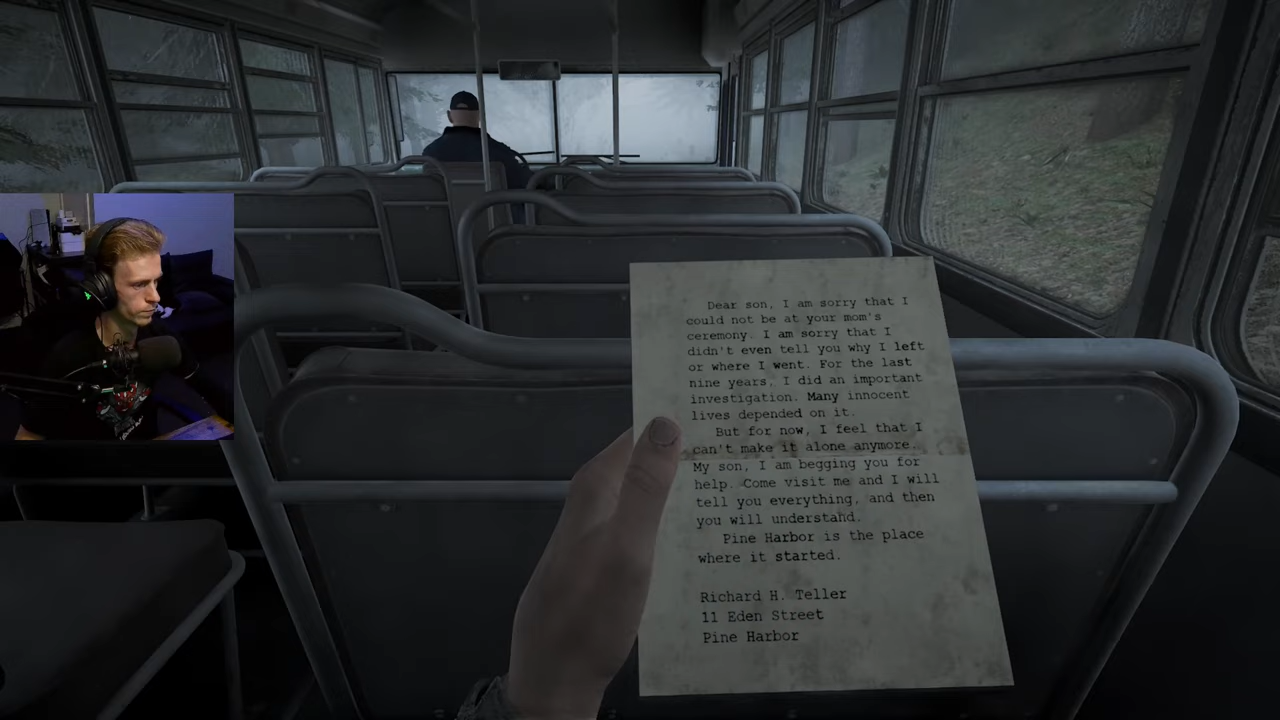 Dear son, I am sorry that I
could not be at your mom's
ceremony. I am sorry that I
didn't even tell you why I left
or where I went. For the last
nine years, I did an important
investigation. Many innocent
lives depended on it.
But for now, I feel that I
can't make it alone anymore.
My son, I am begging you for
help. Come visit me and I will
tell you everything, and then
you will understand.
Pine Harbor is the place
where it started.
Richard H. Teller
11 Eden Street
Pine Harbor